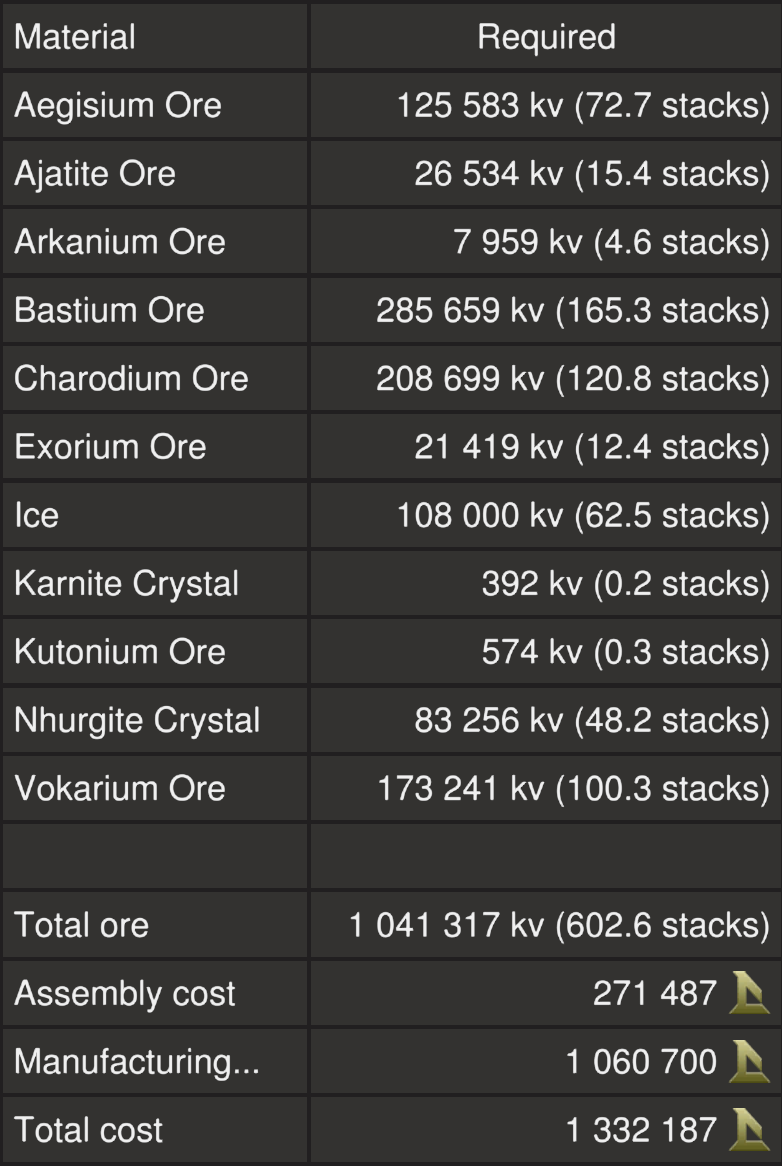 Material Required
Aegisium Ore 125 583 kv (72.7 stacks)
Ajatite Ore 26 534 kv (15.4 stacks)
Arkanium Ore 7 959 kv (4.6 stacks)
Bastium Ore 285 659 kv (165.3 stacks)
Charodium Ore 208 699 kv (120.8 stacks)
Exorium Ore 21 419 kv (12.4 stacks)
Ice 108 000 kv (62.5 stacks)
Karnite Crystal 392 kv (0.2 stacks)
Kutonium Ore 574 kv (0.3 stacks)
Nhurgite Crystal 83 256 kv (48.2 stacks)
Vokarium Ore 173 241 kv (100.3 stacks)
Total ore 1 041 317 kv (602.6 stacks)
Assembly cost 271 487
Manufacturing... 1 060 700
Total cost 1 332 187